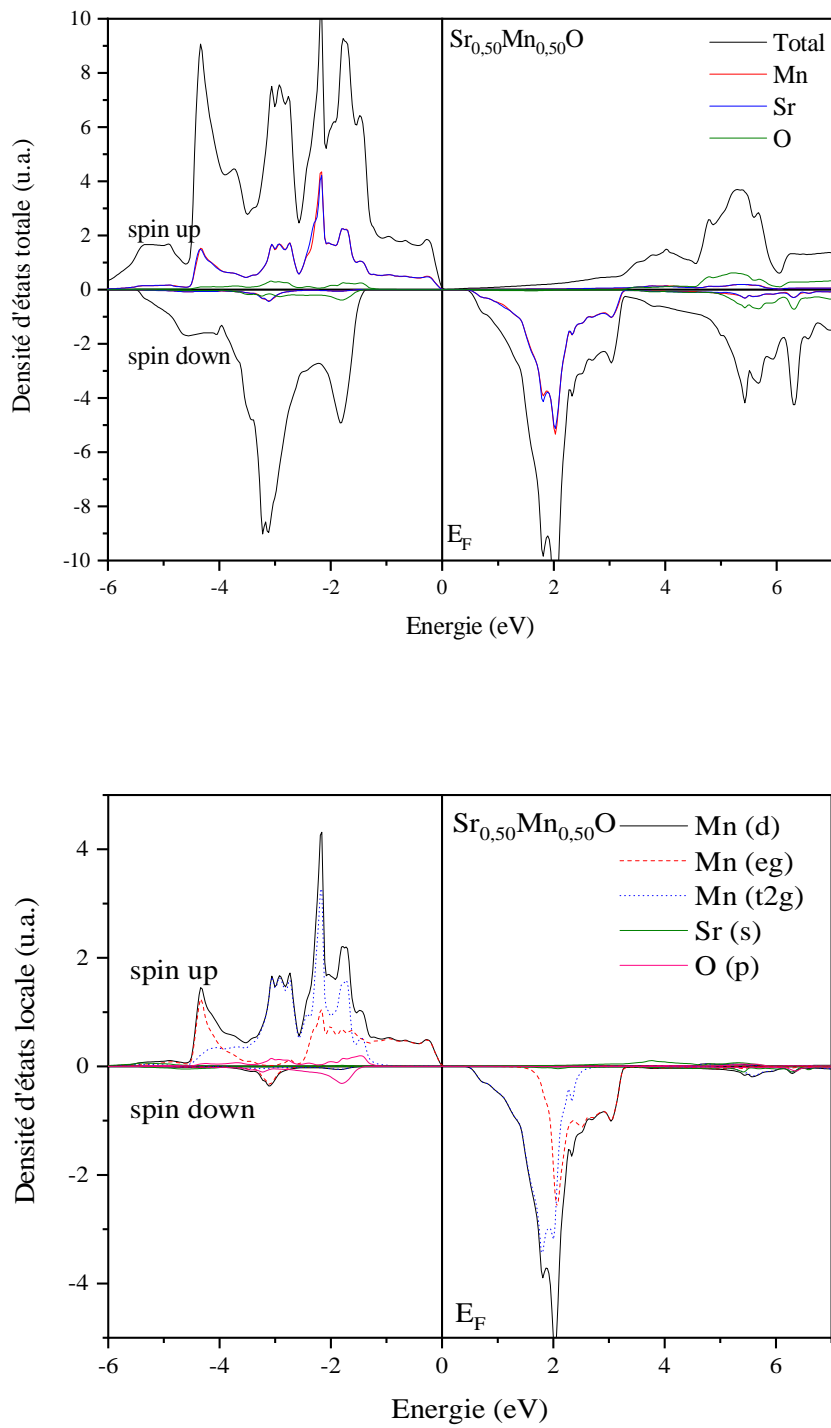 Sr0,50Mn0,50O
Total
Mn
Sr
O
spin up
spin down
EF
10
8
6
4
2
0
-2
-4
-6
-8
-10
-6
-4
-2
0
2
4
6
Densité d'états totale (u.a.)
Energie (eV)
Sr0,50Mn0,50O
Mn (d)
Mn (eg)
Mn (t2g)
Sr (s)
O (p)
spin up
spin down
EF
4
2
0
-2
-4
-6
-4
-2
0
2
4
6
Densité d'états locale (u.a.)
Energie (eV)